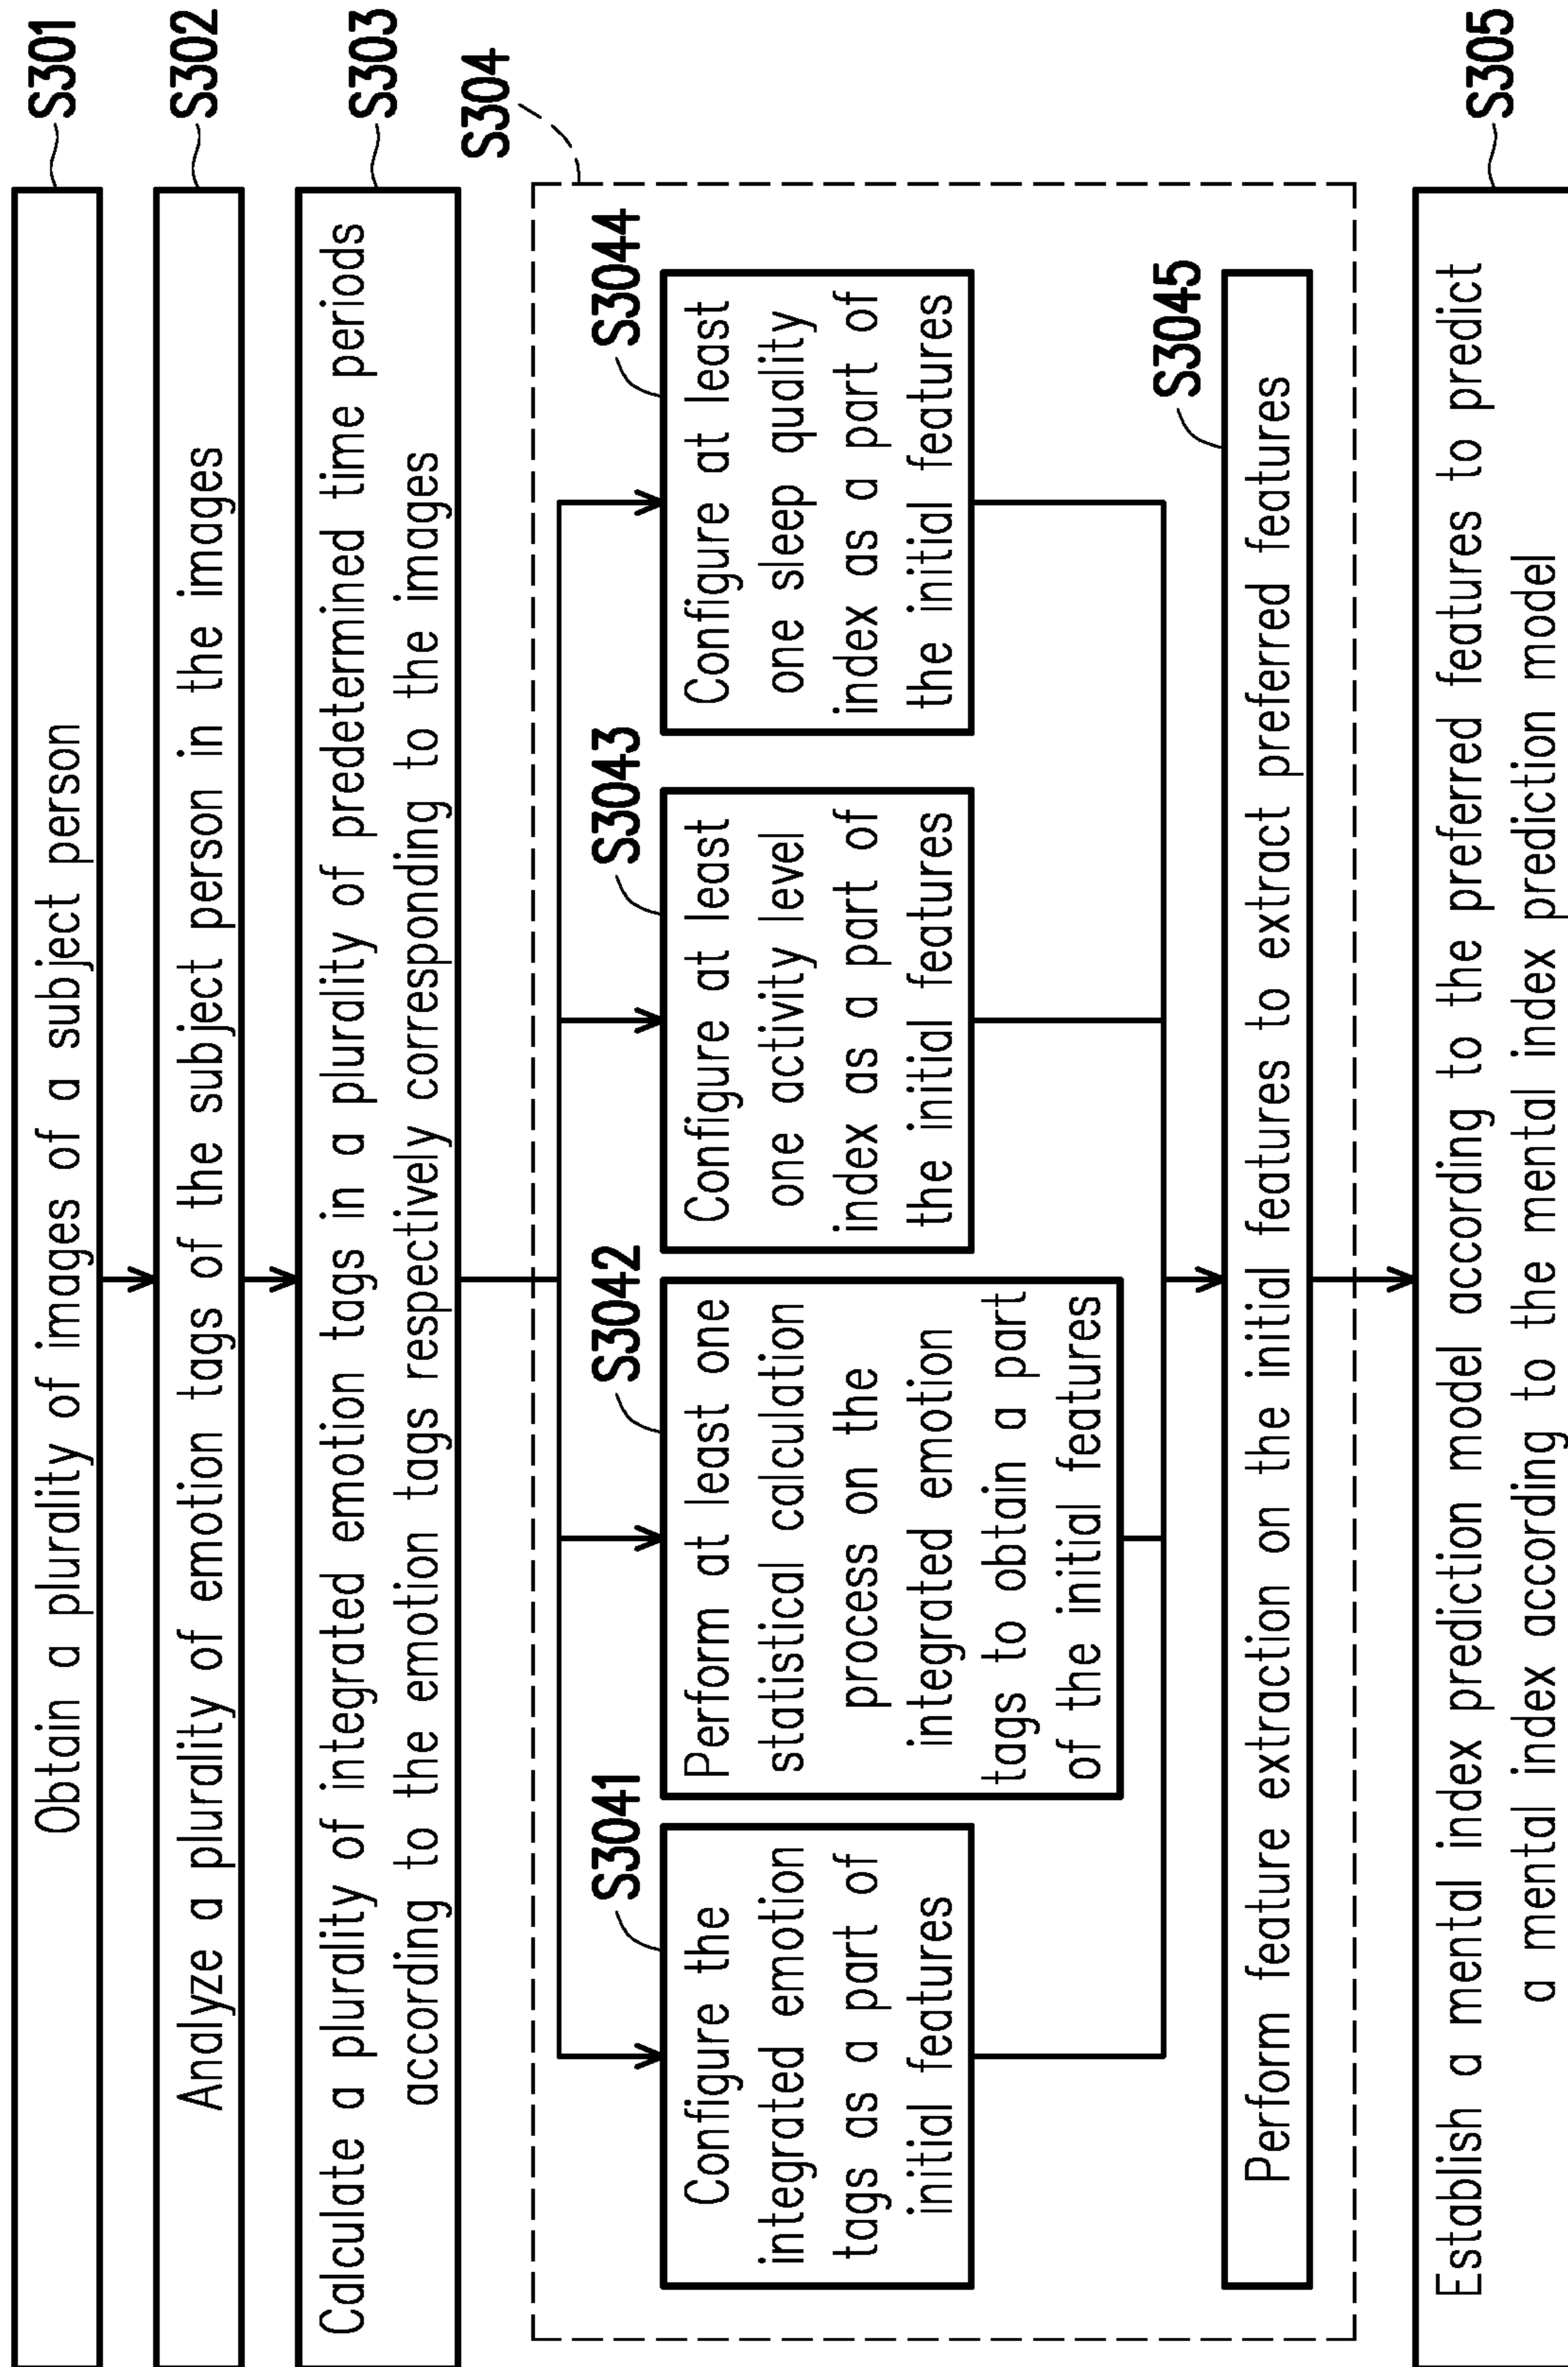 Obtain a plurality of images of a subject person
S301
Analyze a plurality of emotion tags of the subject person in the images
S302
Calculate a plurality of integrated emotion tags in a plurality of predetermined time periods
according to the emotion tags respectively corresponding to the images
S303
S304
S3041
Configure the
integrated emotion
tags as a part of
initial features
S3042
Perform at least one
statistical calculation
process on the
integrated emotion
tags to obtain a part
of the initial features
S3043
Configure at least
one activity level
index as a part of
the initial features
S3044
Configure at least
one sleep quality
index as a part of
the initial features
S3045
Perform feature extraction on the initial features to extract preferred features
Establish a mental index prediction model according to the preferred features to predict
a mental index according to the mental index prediction model
S305